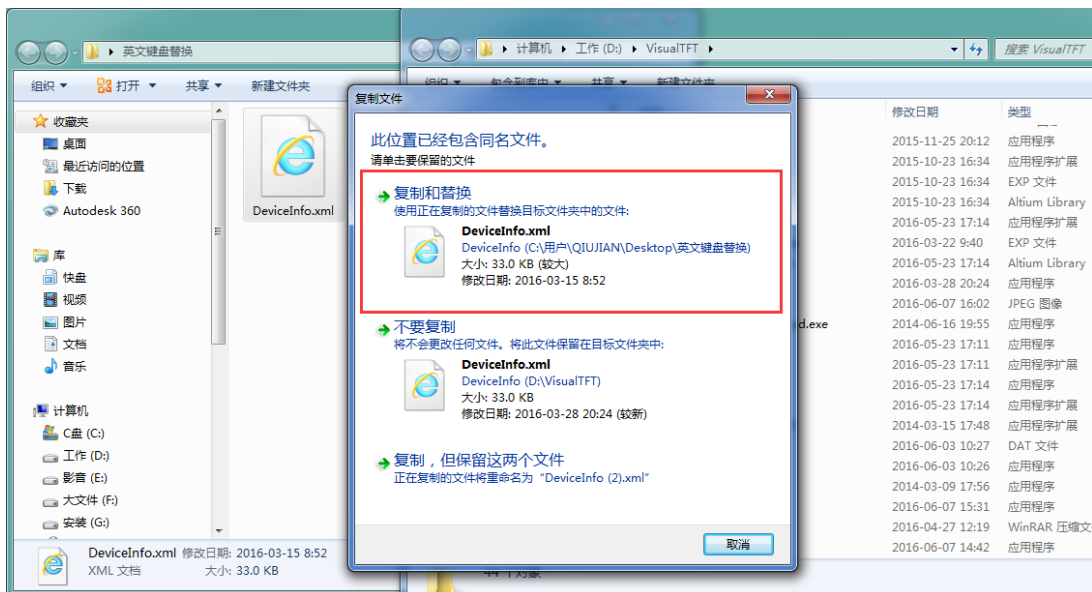 英文键盘替换
组织 打开 共享 新建文件夹
收藏夹
桌面
最近访问的位置
下载
Autodesk 360
库
快盘
视频
图片
文档
音乐
计算机
C盘 (C:)
工作 (D:)
影音 (E:)
大文件 (F:)
安装 (G:)
DeviceInfo.xml
DeviceInfo.xml 修改日期: 2016-03-15 8:52
XML 文档 大小: 33.0 KB
计算机 工作 (D:) VisualTFT
搜索 VisualTFT
组织 包含到库中 共享 新建文件夹
复制文件
此位置已经包含同名文件。
请单击要保留的文件
复制和替换
使用正在复制的文件替换目标文件夹中的文件:
DeviceInfo.xml
DeviceInfo (C:\用户\QIUJIAN\Desktop\英文键盘替换)
大小: 33.0 KB (较大)
修改日期: 2016-03-15 8:52
不要复制
将不会更改任何文件。将此文件保留在目标文件夹中:
DeviceInfo.xml
DeviceInfo (D:\VisualTFT)
大小: 33.0 KB
修改日期: 2016-03-28 20:24 (较新)
复制，但保留这两个文件
正在复制的文件将重命名为“DeviceInfo (2).xml”
取消
修改日期 类型
2015-11-25 20:12 应用程序
2015-10-23 16:34 应用程序扩展
2015-10-23 16:34 EXP 文件
2015-10-23 16:34 Altium Library
2016-05-23 17:14 应用程序扩展
2016-03-22 9:40 EXP 文件
2016-05-23 17:14 Altium Library
2016-03-28 20:24 应用程序
2016-06-07 16:02 JPEG 图像
d.exe 2014-06-16 19:55 应用程序
2016-05-23 17:11 应用程序
2016-05-23 17:11 应用程序扩展
2016-05-23 17:14 应用程序
2016-05-23 17:14 应用程序扩展
2014-03-15 17:48 应用程序扩展
2016-06-03 10:27 DAT 文件
2016-06-03 10:26 应用程序
2014-03-09 17:56 应用程序
2016-06-07 15:31 应用程序
2016-04-27 12:19 WinRAR 压缩文
2016-06-07 14:42 应用程序
44 个对象